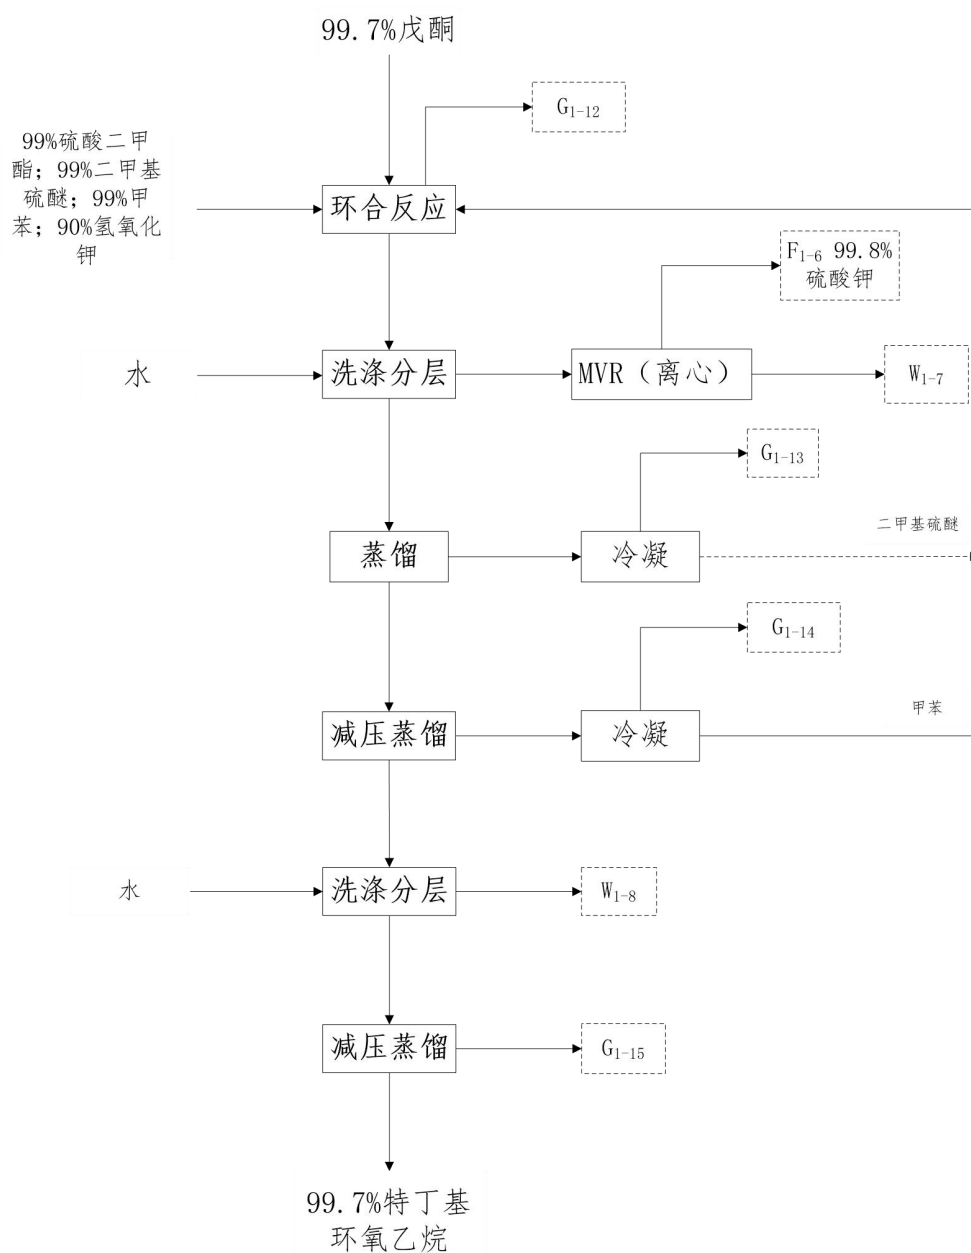 99.7%戊酮
G1-12
99%硫酸二甲
酯；99%二甲基
硫醚；99%甲
苯；90%氢氧化
钾
环合反应
F1-6 99.8%
硫酸钾
水
洗涤分层
MVR（离心）
W1-7
G1-13
二甲基硫醚
蒸馏
冷凝
G1-14
甲苯
减压蒸馏
冷凝
水
洗涤分层
W1-8
减压蒸馏
G1-15
99.7%特丁基
环氧乙烷